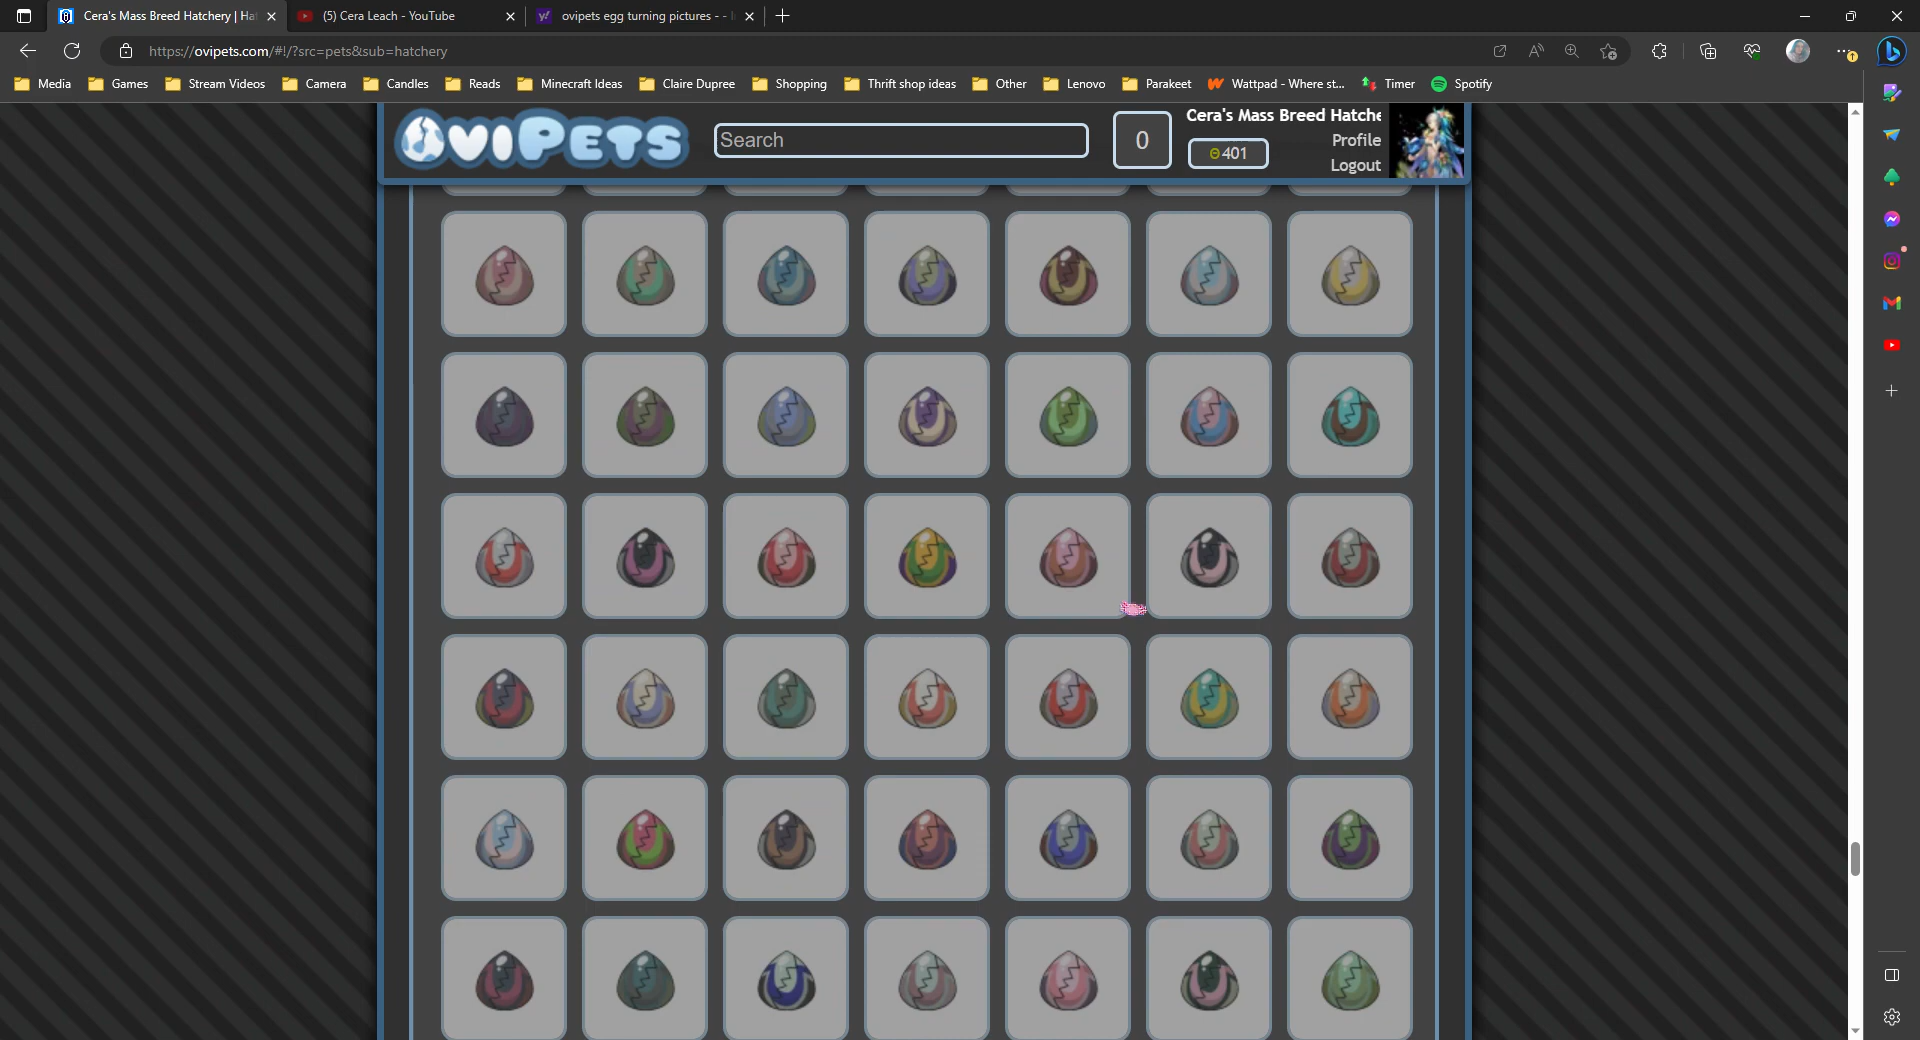 Cera's Mass Breed Hatchery | Ha
(5) Cera Leach - YouTube
ovipets egg turning pictures - -
https://ovipets.com/#!/?src=pets&sub=hatchery
Media Games Stream Videos Camera Candles Reads Minecraft Ideas Claire Dupree Shopping Thrift shop ideas Other Lenovo Parakeet Wattpad - Where st... Timer Spotify
OviPets
Search
0
Cera's Mass Breed Hatche
401
Profile
Logout